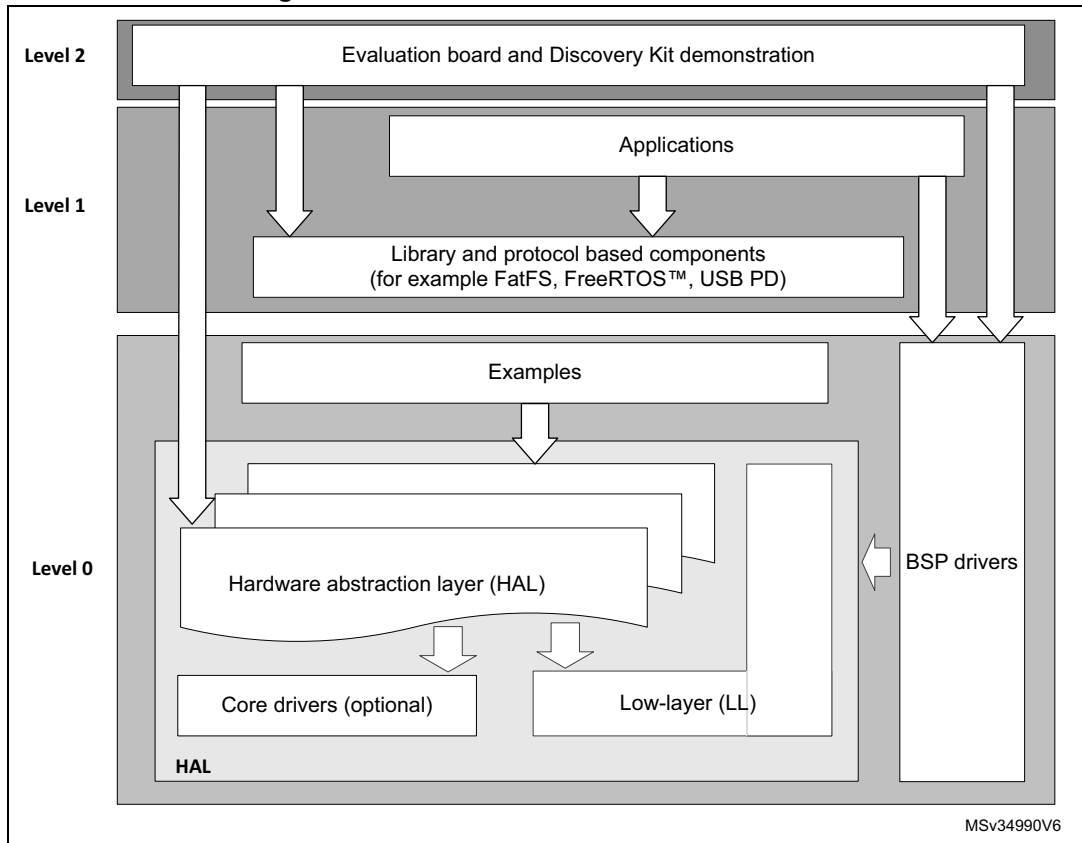 Level 2
Evaluation board and Discovery Kit demonstration
Applications
Level 1
Library and protocol based components
(for example FatFS, FreeRTOS™, USB PD)
Examples
Level 0
Hardware abstraction layer (HAL)
BSP drivers
Core drivers (optional)
Low-layer (LL)
HAL
MSv34990V6